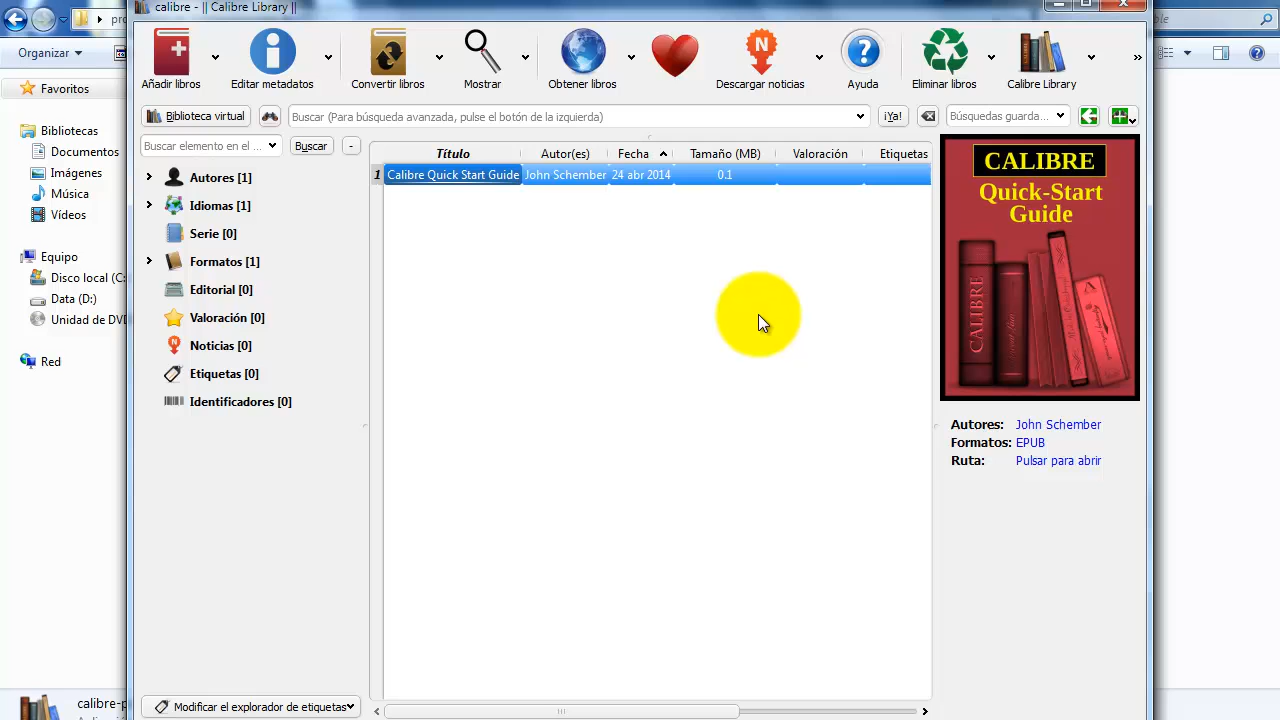 calibre - || Calibre Library ||
Organizar
Favoritos
Bibliotecas
Documentos
Imágenes
Música
Vídeos
Equipo
Disco local (C:
Data (D:)
Unidad de DVD
Red
Añadir libros
Editar metadatos
Convertir libros
Mostrar
Obtener libros
N
Descargar noticias
?
Ayuda
Eliminar libros
Calibre Library
»
Biblioteca virtual
Buscar (Para búsqueda avanzada, pulse el botón de la izquierda)
¡Ya!
Búsquedas guarda...
Buscar elemento en el ...
Buscar
-
Autores [1]
Idiomas [1]
Serie [0]
Formatos [1]
Editorial [0]
Valoración [0]
Noticias [0]
Etiquetas [0]
Identificadores [0]
Título Autor(es) Fecha Tamaño (MB) Valoración Etiquetas
1 Calibre Quick Start Guide John Schember 24 abr 2014 0.1
CALIBRE
Quick-Start
Guide
CALIBRE
Autores: John Schember
Formatos: EPUB
Ruta: Pulsar para abrir
Modificar el explorador de etiquetas
calibre-p